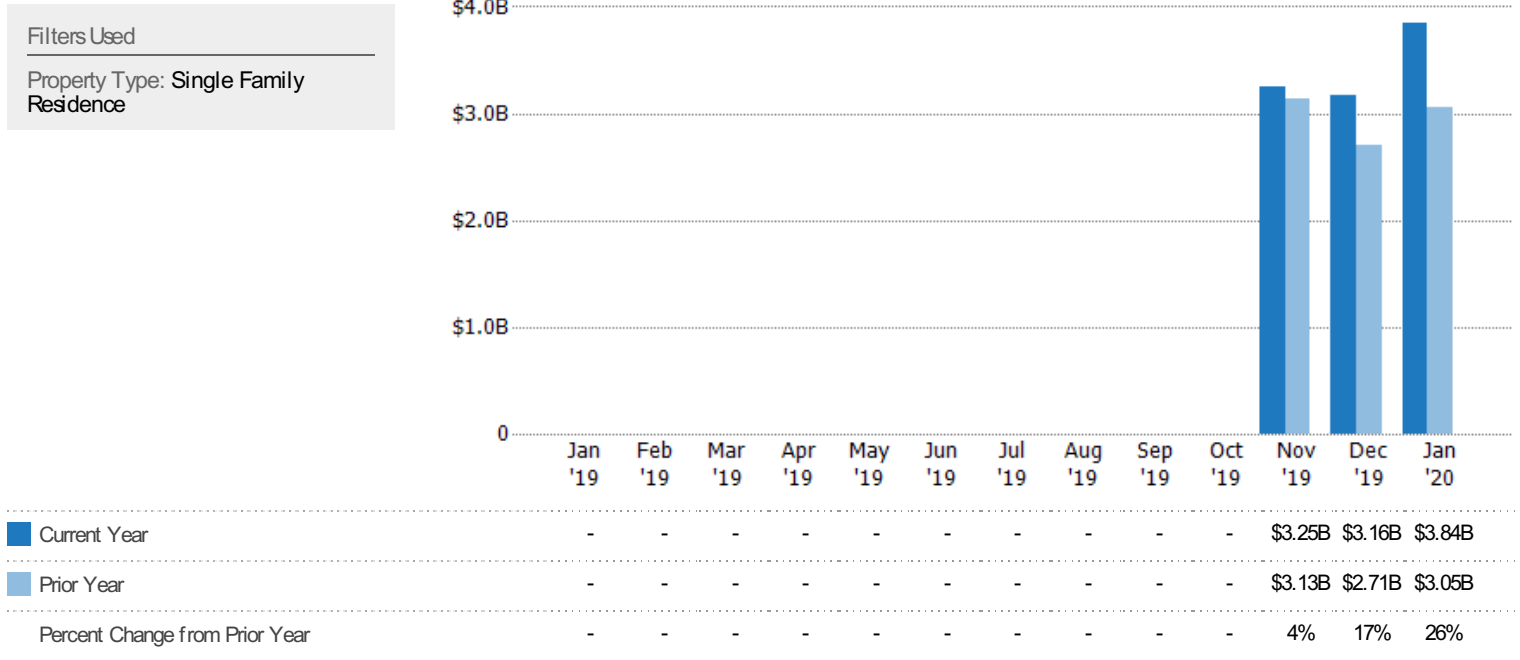 Filters Used
Property Type: Single Family
Residence
$4.0B
$3.0B
$2.0B
$1.0B
0
Jan Feb Mar Apr May Jun Jul Aug Sep Oct Nov Dec Jan
'19 '19 '19 '19 '19 '19 '19 '19 '19 '19 '19 '19 '20
Current Year - - - - - - - - - - $3.25B $3.16B $3.84B
Prior Year - - - - - - - - - - $3.13B $2.71B $3.05B
Percent Change from Prior Year - - - - - - - - - - 4% 17% 26%